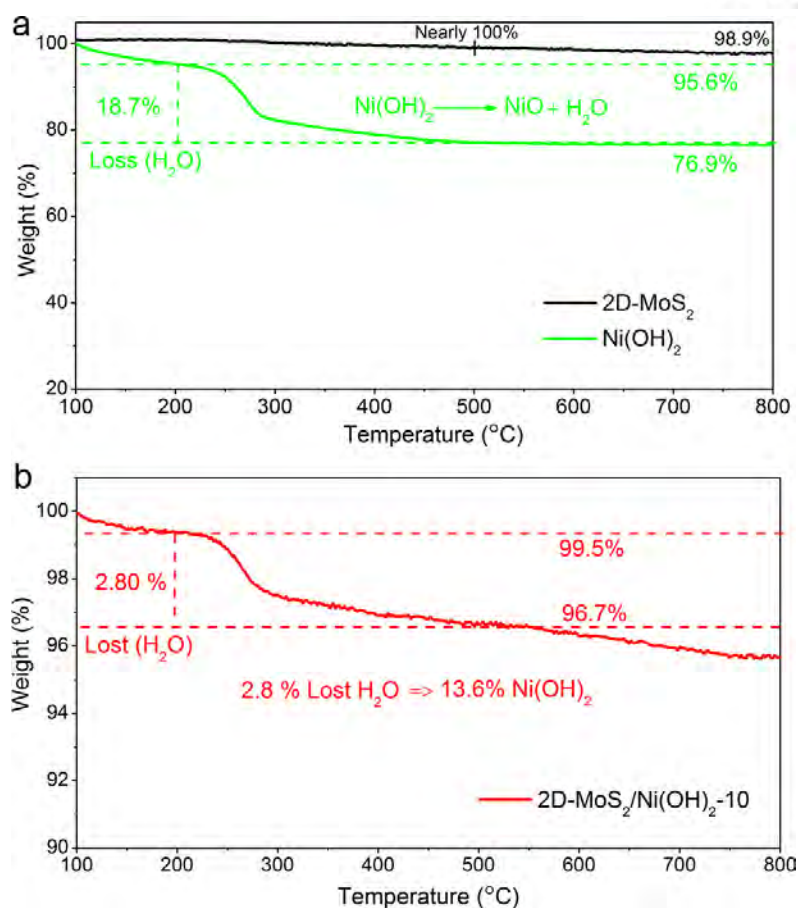 a
100
80
60
40
20
Weight (%)
Nearly 100%
98.9%
95.6%
18.7%
Ni(OH)₂ → NiO + H₂O
Loss (H₂O)
76.9%
2D-MoS₂
Ni(OH)₂
100 200 300 400 500 600 700 800
Temperature (°C)
b
100
98
96
94
92
90
Weight (%)
99.5%
2.80 %
96.7%
Lost (H₂O)
2.8 % Lost H₂O => 13.6% Ni(OH)₂
2D-MoS₂/Ni(OH)₂-10
100 200 300 400 500 600 700 800
Temperature (°C)